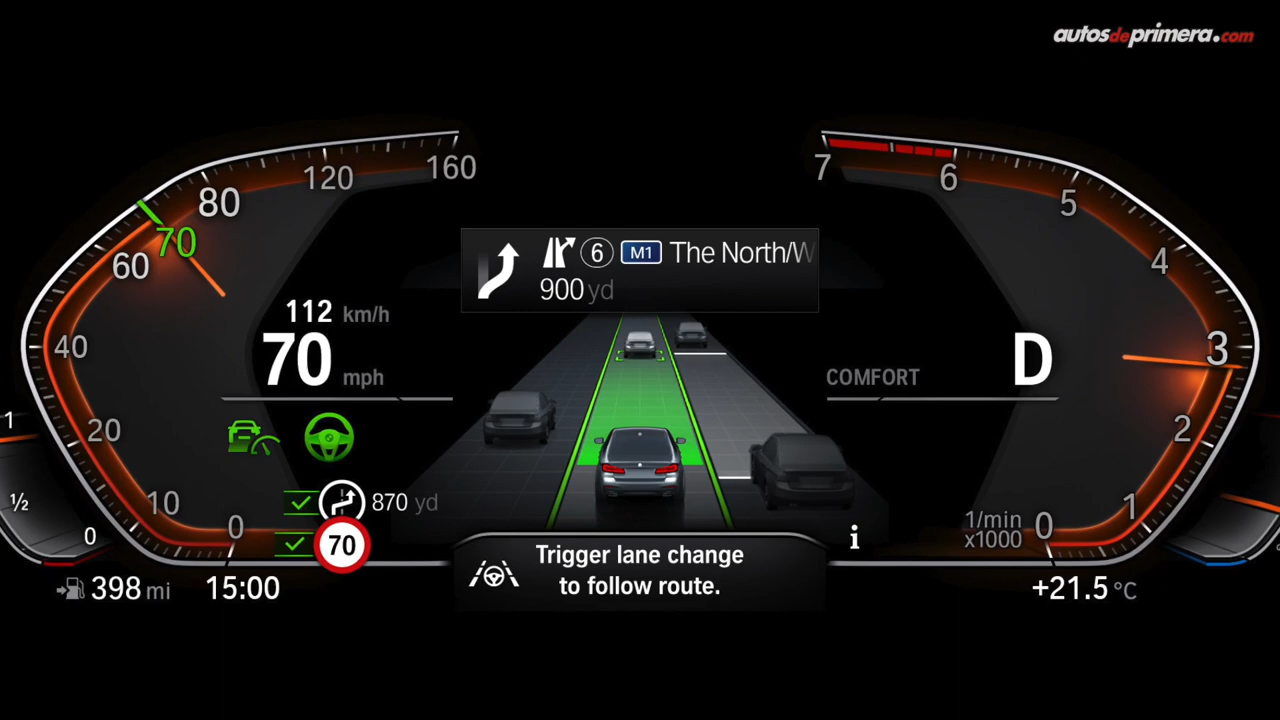 autosdeprimera.com
160
120
80
70
60
40
20
10
0
7
6
5
4
3
2
1
0
6 M1 The North/W
900 yd
112 km/h
70 mph
COMFORT
D
870 yd
70
1/min
x1000
1
½
0
398 mi
15:00
Trigger lane change
to follow route.
i
+21.5 °C